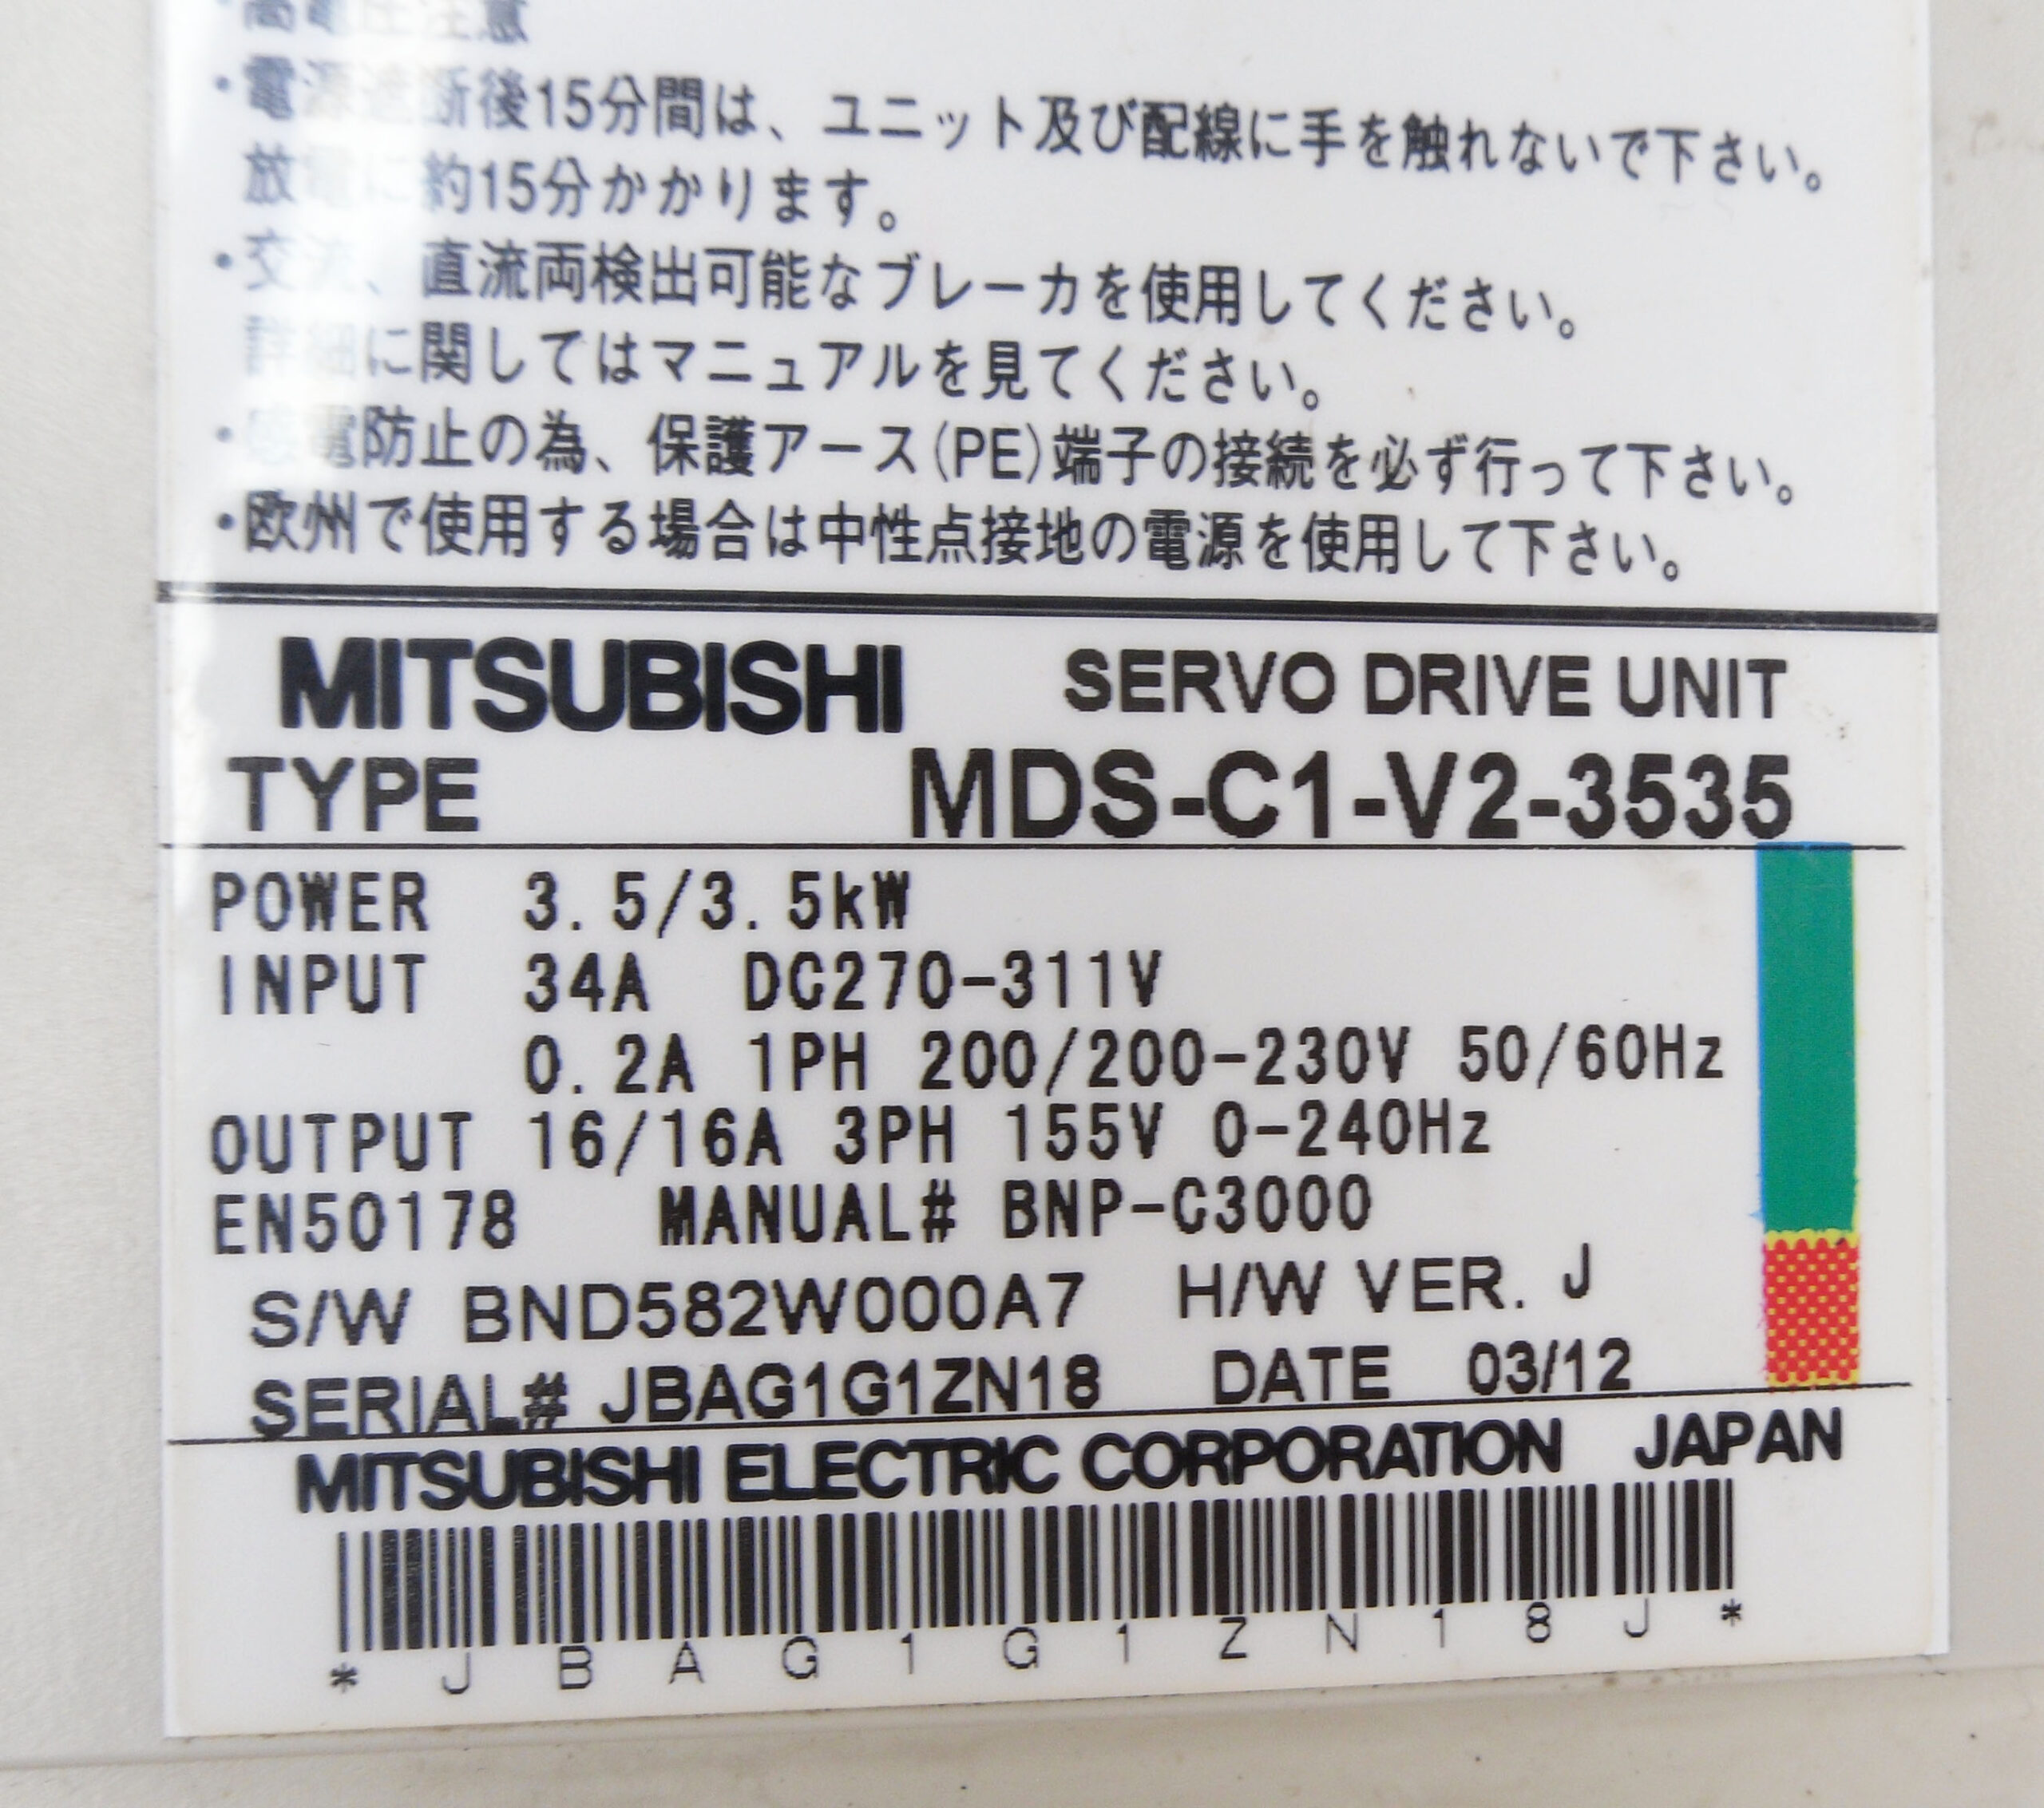 高電圧注意
・電源遮断後15分間は、ユニット及び配線に手を触れないで下さい。
放電に約15分かかります。
・交流、直流両検出可能なブレーカを使用してください。
詳細に関してはマニュアルを見てください。
・感電防止の為、保護アース(PE)端子の接続を必ず行って下さい。
・欧州で使用する場合は中性点接地の電源を使用して下さい。
MITSUBISHI SERVO DRIVE UNIT
TYPE MDS-C1-V2-3535
POWER 3.5/3.5kW
INPUT 34A DC270-311V
0.2A 1PH 200/200-230V 50/60Hz
OUTPUT 16/16A 3PH 155V 0-240Hz
EN50178 MANUAL# BNP-C3000
S/W BND582W000A7 H/W VER. J
SERIAL# JBAG1G1ZN18 DATE 03/12
MITSUBISHI ELECTRIC CORPORATION JAPAN
* J B A G 1 G 1 Z N 1 8 J *